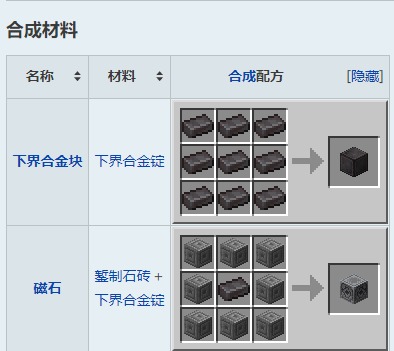 合成材料
名称 材料 合成配方 [隐藏]
下界合金块 下界合金锭
磁石 錾制石砖 +
下界合金锭